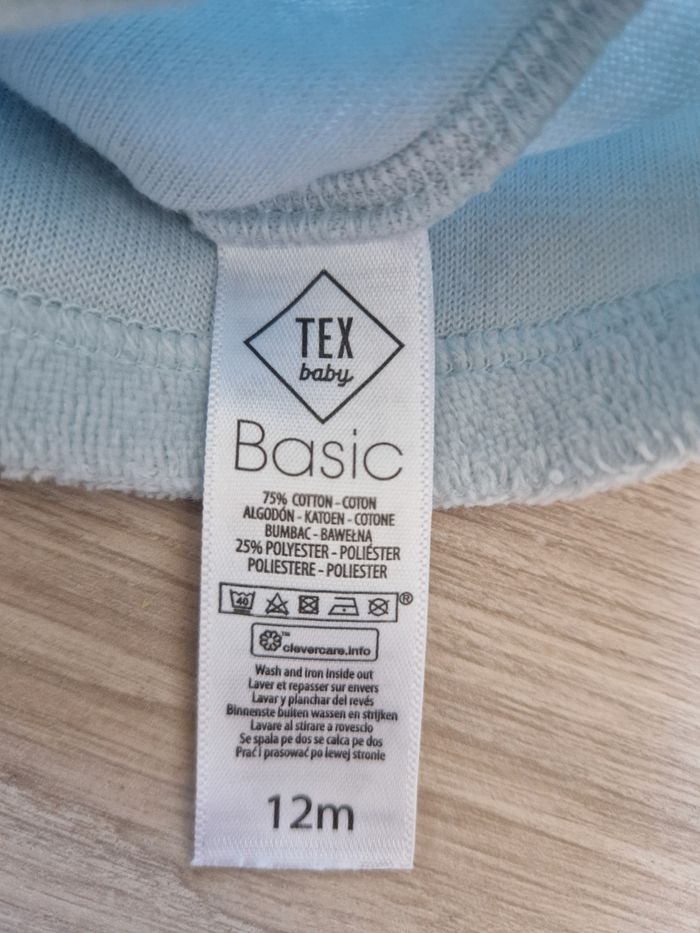 TEX
baby
Basic
75% COTTON - COTON
ALGODÓN - KATOEN - COTONE
BUMBAC - BAWEŁNA
25% POLYESTER - POLIÉSTER
POLIESTERE - POLIESTER
40
®
™
clevercare.info
Wash and iron inside out
Laver et repasser sur envers
Lavar y planchar del revés
Binnenste buiten wassen en strijken
Lavare al stirare a rovescio
Se spala pe dos se calca pe dos
Prać i prasować po lewej stronie
12m